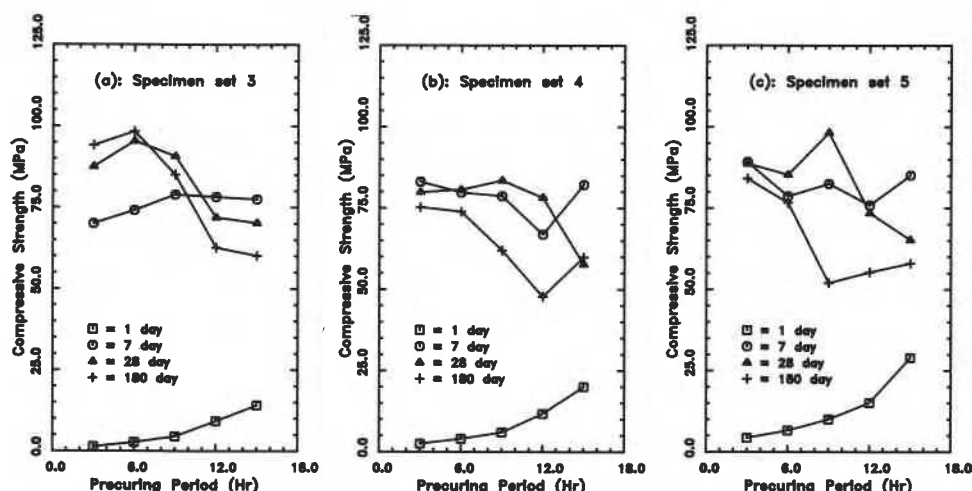 (a): Specimen set 3
Compressive Strength (MPa)
125.0
100.0
75.0
50.0
25.0
0.0
= 1 day
= 7 day
= 28 day
= 180 day
0.0 6.0 12.0 18.0
Precuring Period (Hr)
(b): Specimen set 4
Compressive Strength (MPa)
125.0
100.0
75.0
50.0
25.0
0.0
= 1 day
= 7 day
= 28 day
= 180 day
0.0 6.0 12.0 18.0
Precuring Period (Hr)
(c): Specimen set 5
Compressive Strength (MPa)
125.0
100.0
75.0
50.0
25.0
0.0
= 1 day
= 7 day
= 28 day
= 180 day
0.0 6.0 12.0 18.0
Precuring Period (Hr)